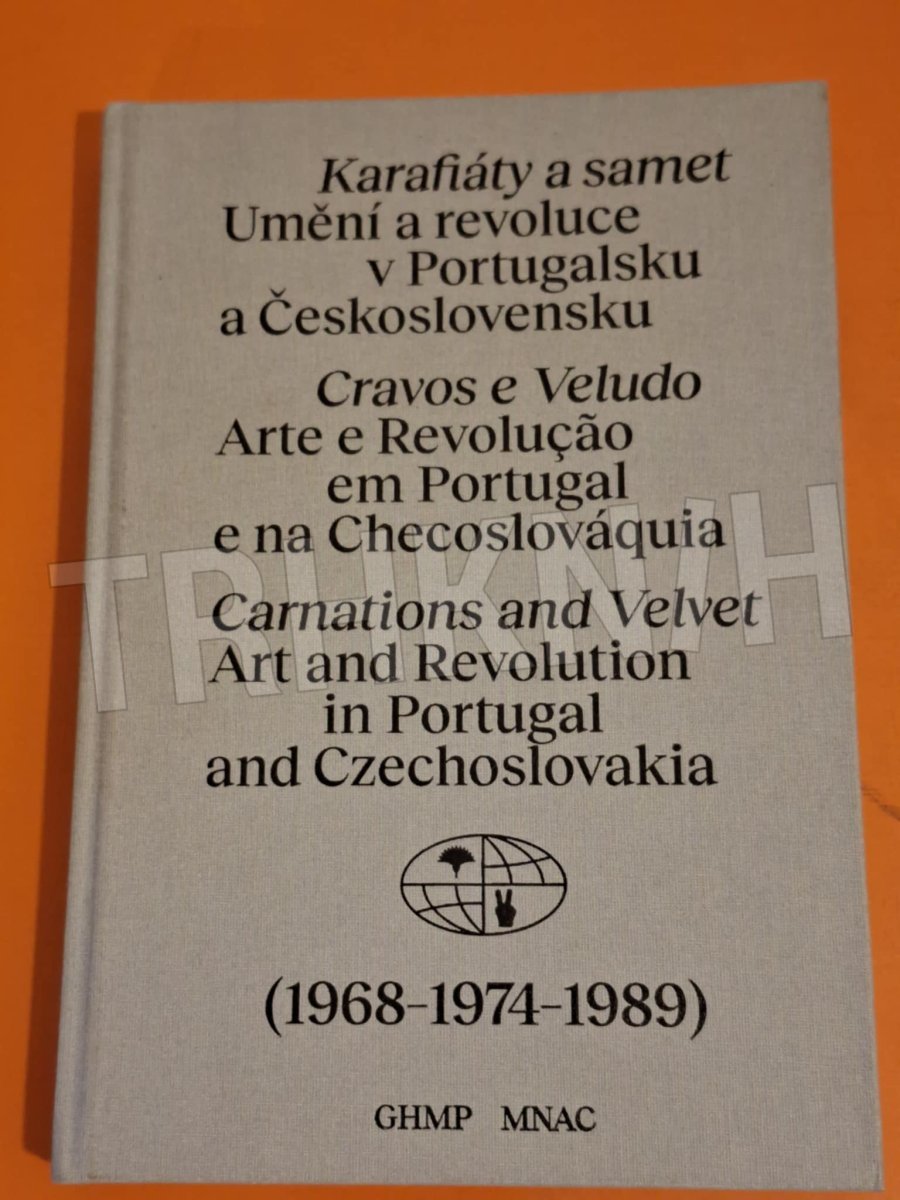 Karafiáty a samet
Umění a revoluce
v Portugalsku
a Československu
Cravos e Veludo
Arte e Revolução
em Portugal
e na Checoslováquia
Carnations and Velvet
Art and Revolution
in Portugal
and Czechoslovakia
(1968–1974–1989)
GHMP MNAC
TRHKNIH